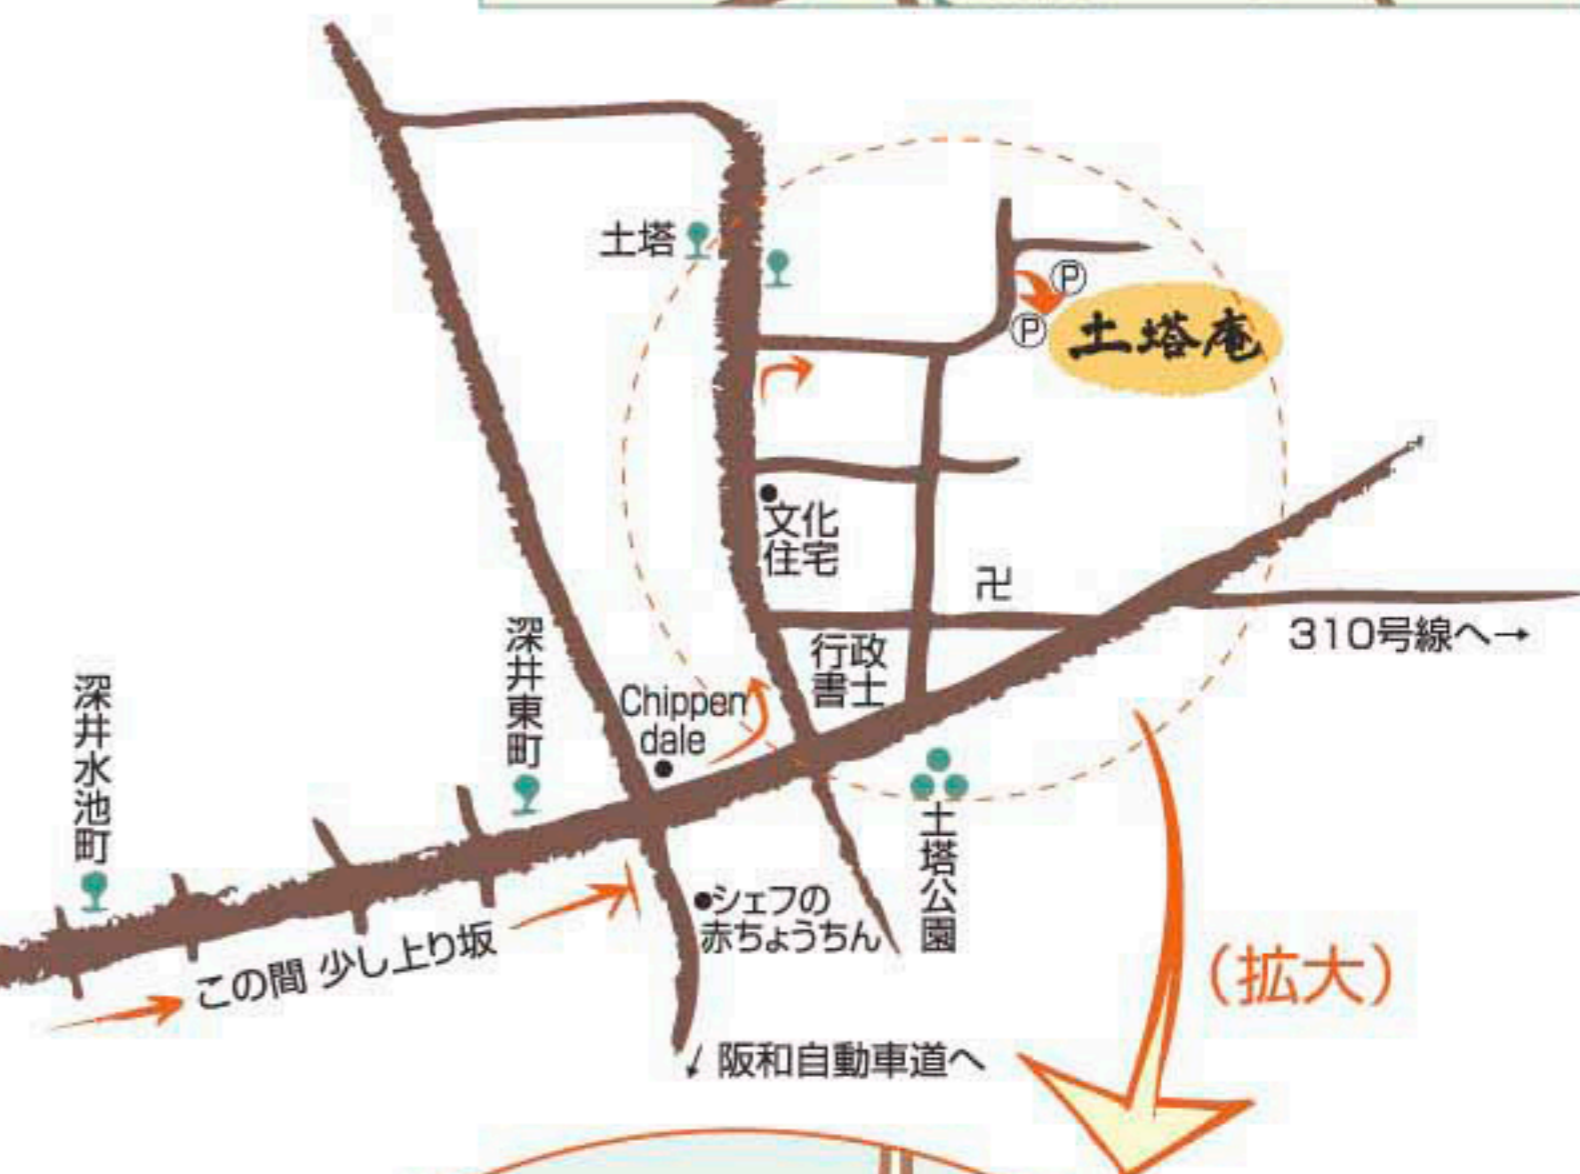 土塔
Ⓟ
Ⓟ
土塔庵
文化
住宅
卍
310号線へ→
行政
書士
深井東町
Chippen
dale
深井水池町
土塔公園
●シェフの
赤ちょうちん
この間 少し上り坂
(拡大)
↓ 阪和自動車道へ